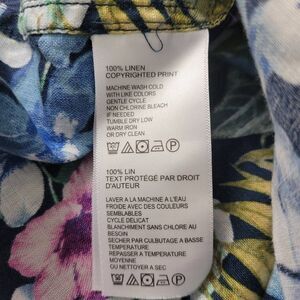 100% LINEN
COPYRIGHTED PRINT
MACHINE WASH COLD
WITH LIKE COLORS
GENTLE CYCLE
NON CHLORINE BLEACH
IF NEEDED
TUMBLE DRY LOW
WARM IRON
OR DRY CLEAN
100% LIN
TEXT PROTÉGÉ PAR DROIT
D'AUTEUR
LAVER A LA MACHINE A L'EAU
FROIDE AVEC DES COULEURS
SEMBLABLES
CYCLE DELICAT
BLANCHIMENT SANS CHLORE AU
BESOIN
SECHER PAR CULBUTAGE A BASSE
TEMPERATURE
REPASSER A TEMPERATURE
MOYENNE
OU NETTOYER A SEC